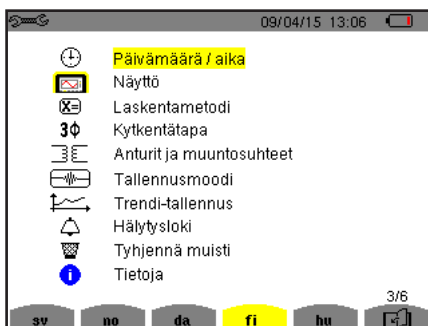 09/04/15 13:06
Päivämäärä / aika
Näyttö
X= Laskentametodi
3ϕ Kytkentätapa
Anturit ja muuntosuhteet
Tallennusmoodi
Trendi-tallennus
Hälytysloki
Tyhjennä muisti
i Tietoja
3/6
sv no da fi hu